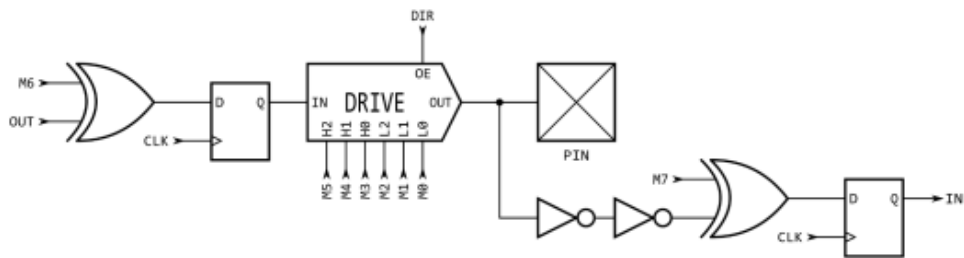 DIR
M6
OUT
D Q
CLK
OE
IN DRIVE OUT
H2 H1 H0 L2 L1 L0
M5 M4 M3 M2 M1 M0
PIN
M7
D Q
CLK
IN